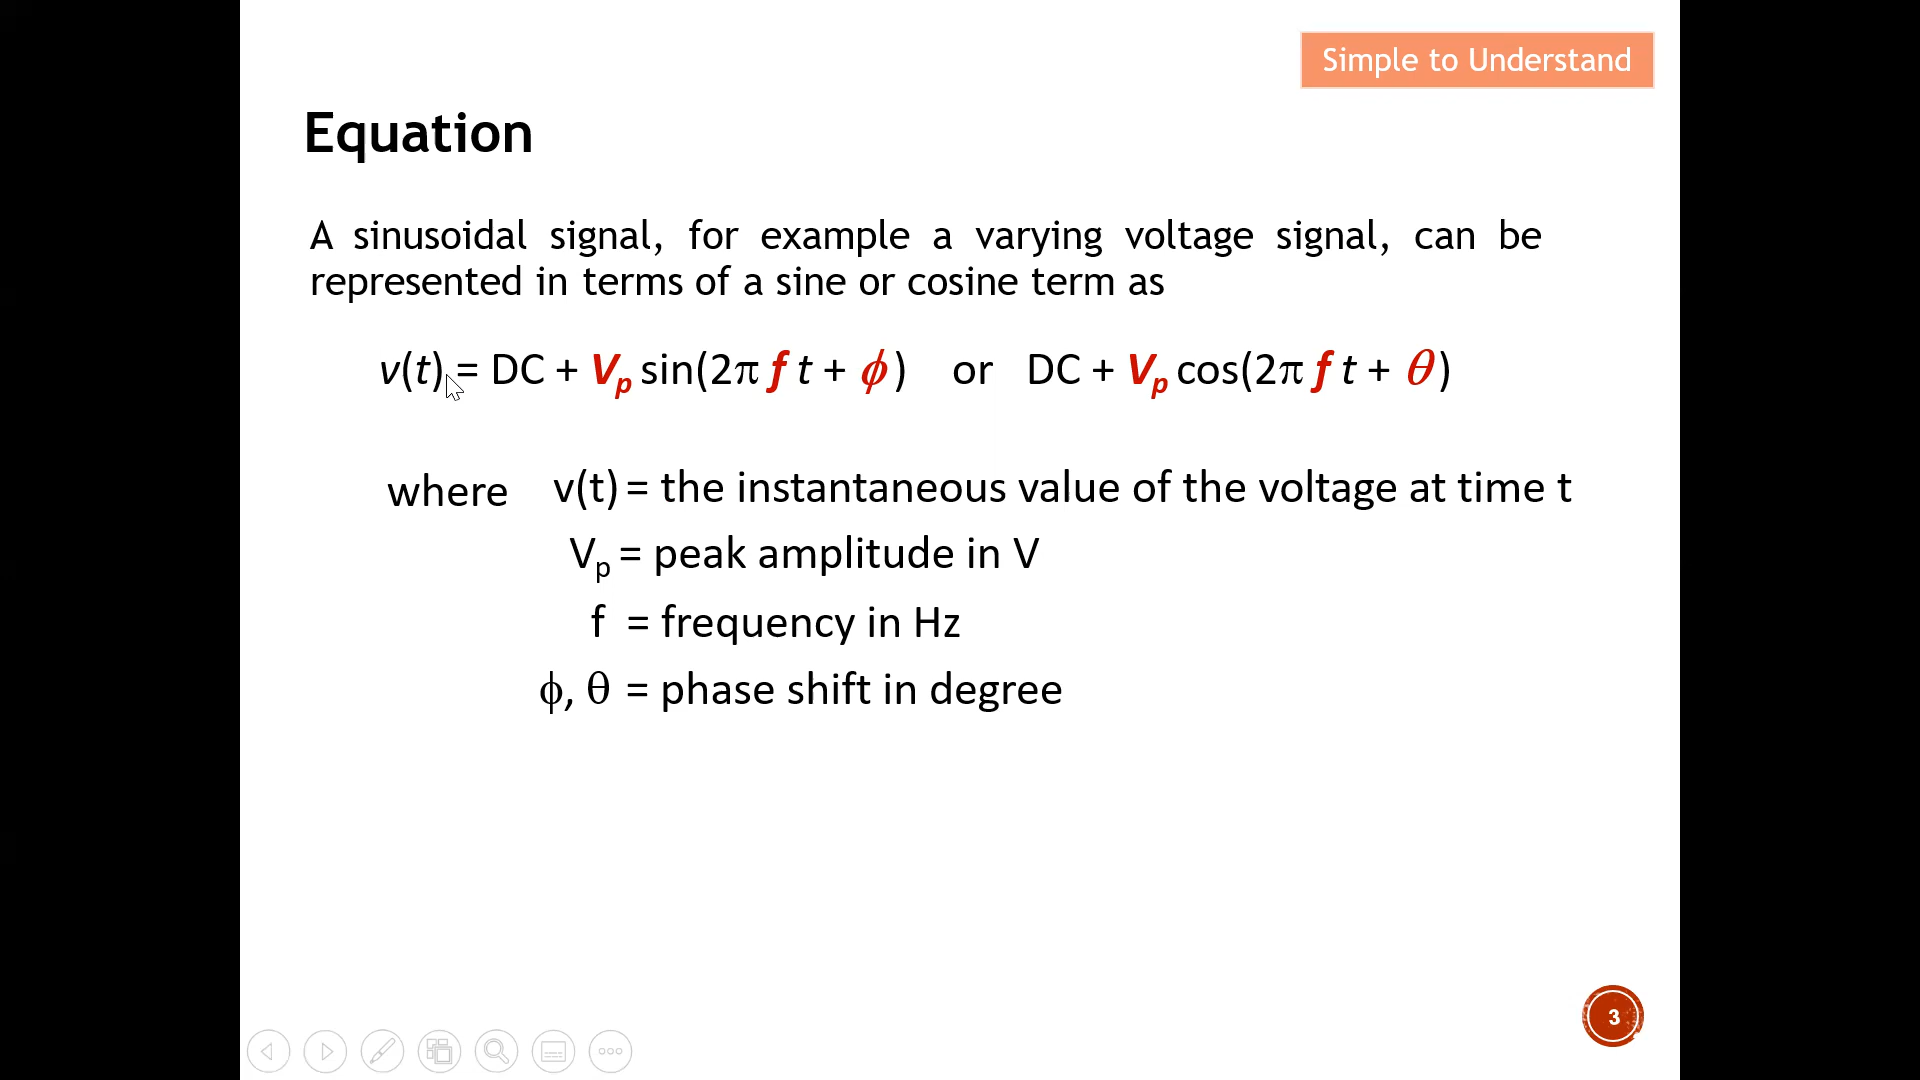 Simple to Understand
Equation
A sinusoidal signal, for example a varying voltage signal, can be
represented in terms of a sine or cosine term as
v(t) = DC + Vp sin(2π f t + ϕ) or DC + Vp cos(2π f t + θ)
where v(t) = the instantaneous value of the voltage at time t
Vp = peak amplitude in V
f = frequency in Hz
ϕ, θ = phase shift in degree
3